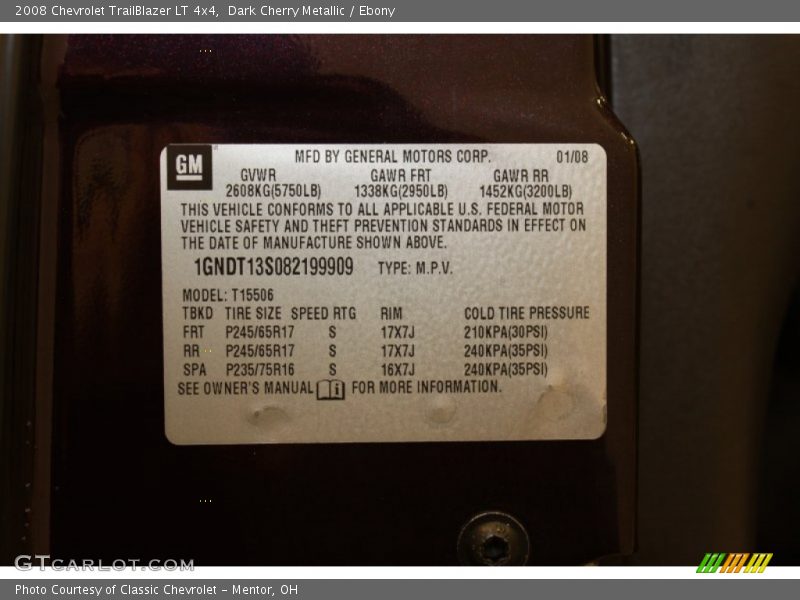 2008 Chevrolet TrailBlazer LT 4x4, Dark Cherry Metallic / Ebony
GM
MFD BY GENERAL MOTORS CORP. 01/08
GVWR GAWR FRT GAWR RR
2608KG(5750LB) 1338KG(2950LB) 1452KG(3200LB)
THIS VEHICLE CONFORMS TO ALL APPLICABLE U.S. FEDERAL MOTOR
VEHICLE SAFETY AND THEFT PREVENTION STANDARDS IN EFFECT ON
THE DATE OF MANUFACTURE SHOWN ABOVE.
1GNDT13S082199909 TYPE: M.P.V.
MODEL: T15506
TBKD TIRE SIZE SPEED RTG RIM COLD TIRE PRESSURE
FRT P245/65R17 S 17X7J 210KPA(30PSI)
RR P245/65R17 S 17X7J 240KPA(35PSI)
SPA P235/75R16 S 16X7J 240KPA(35PSI)
SEE OWNER'S MANUAL i FOR MORE INFORMATION.
GTCARLOT.COM
Photo Courtesy of Classic Chevrolet - Mentor, OH